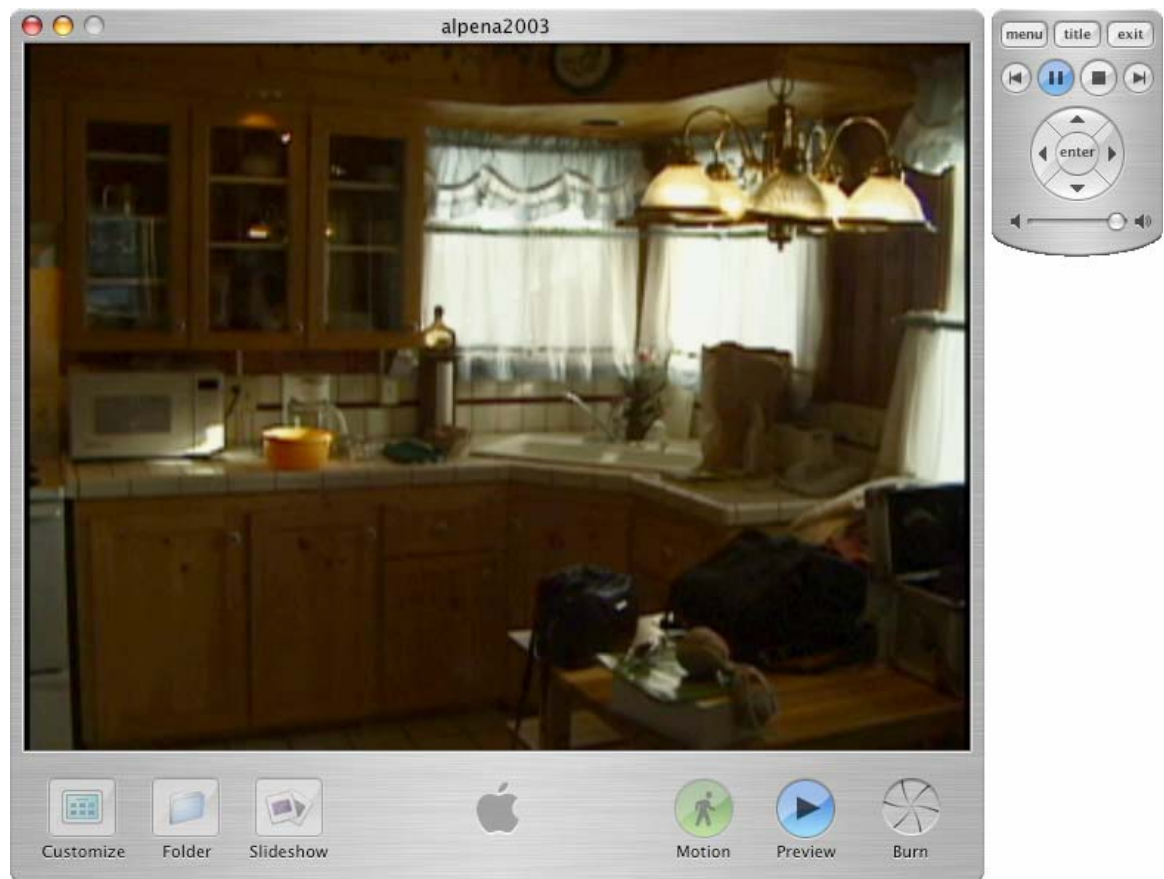 alpena2003
menu title exit
enter
Customize Folder Slideshow Motion Preview Burn